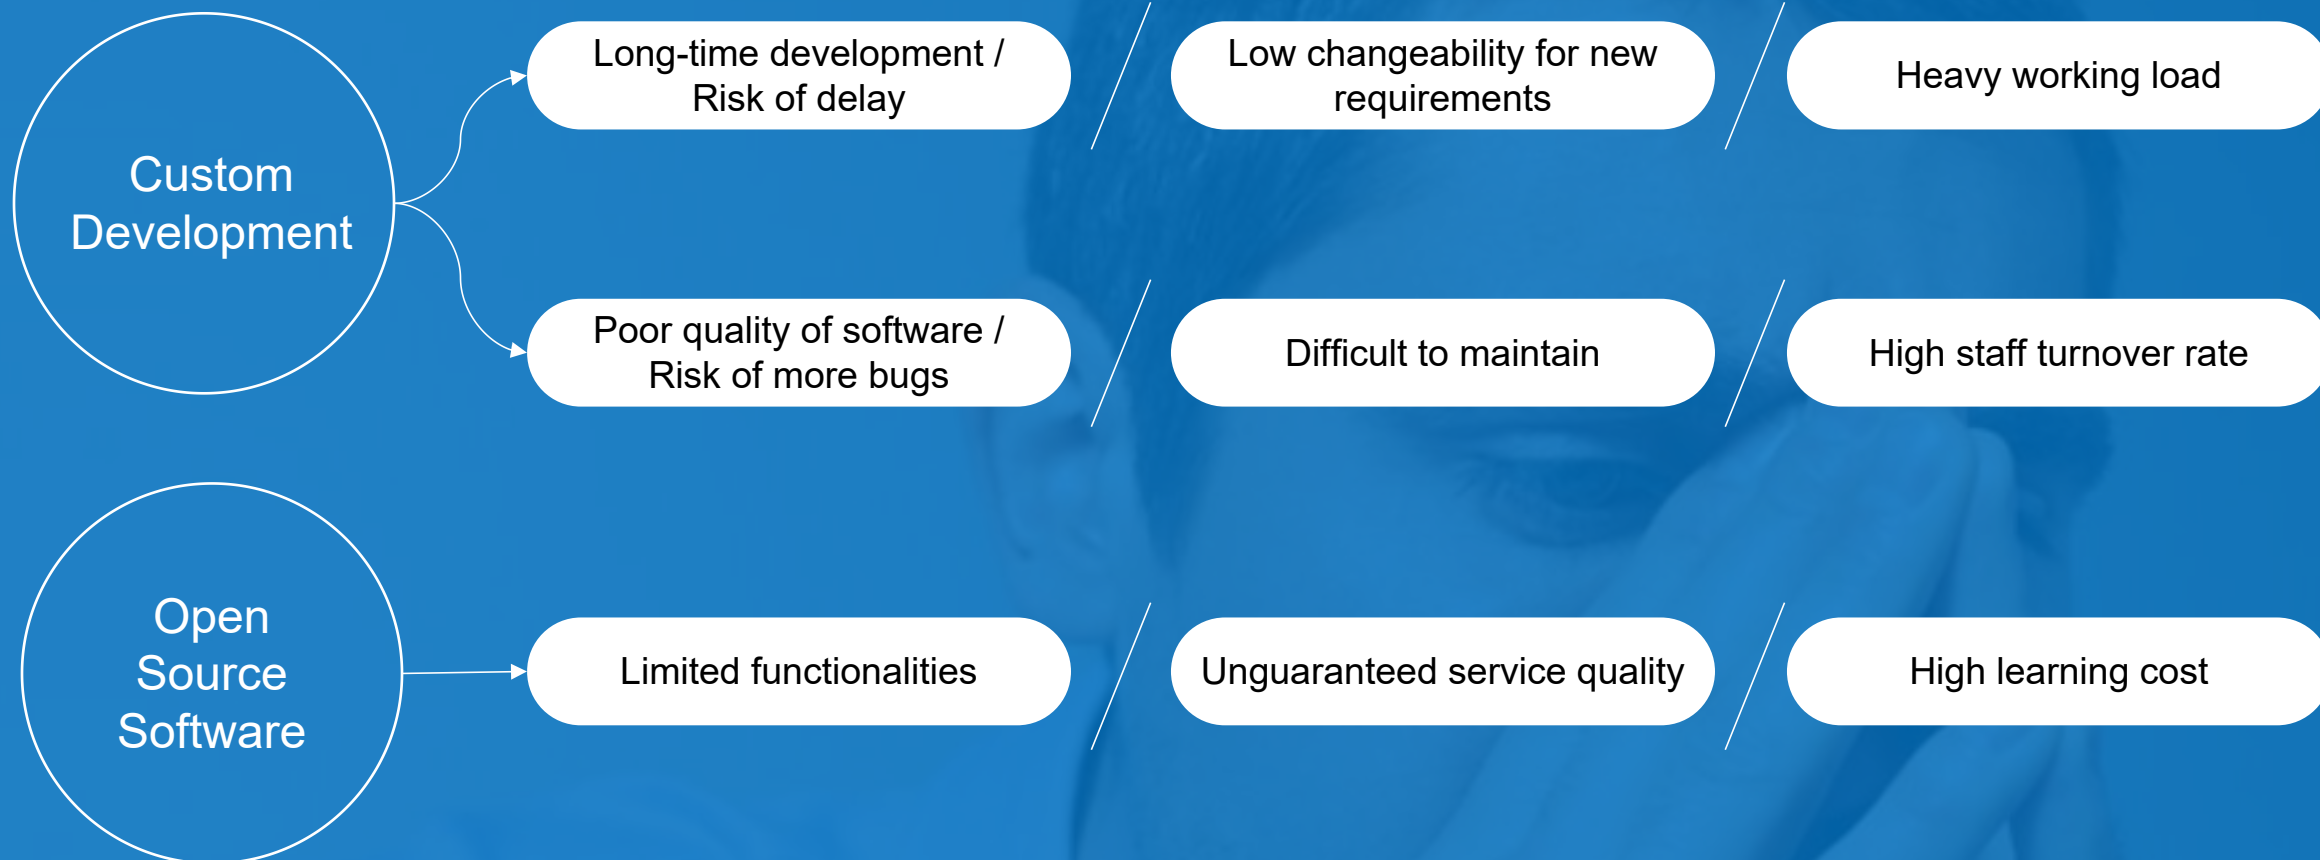 Custom
Development
Long-time development /
Risk of delay
Low changeability for new
requirements
Heavy working load
Poor quality of software /
Risk of more bugs
Difficult to maintain
High staff turnover rate
Open
Source
Software
Limited functionalities
Unguaranteed service quality
High learning cost